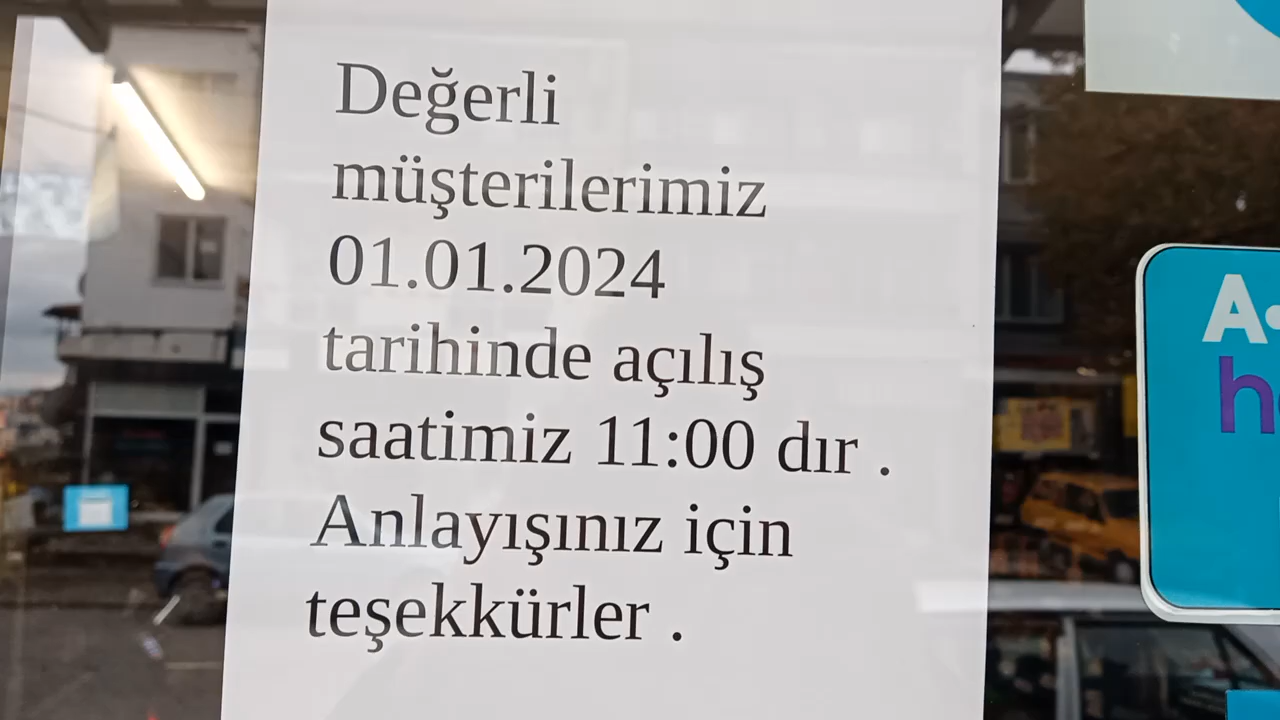 Değerli
müşterilerimiz
01.01.2024
tarihinde açılış
saatimiz 11:00 dır .
Anlayışınız için
teşekkürler .